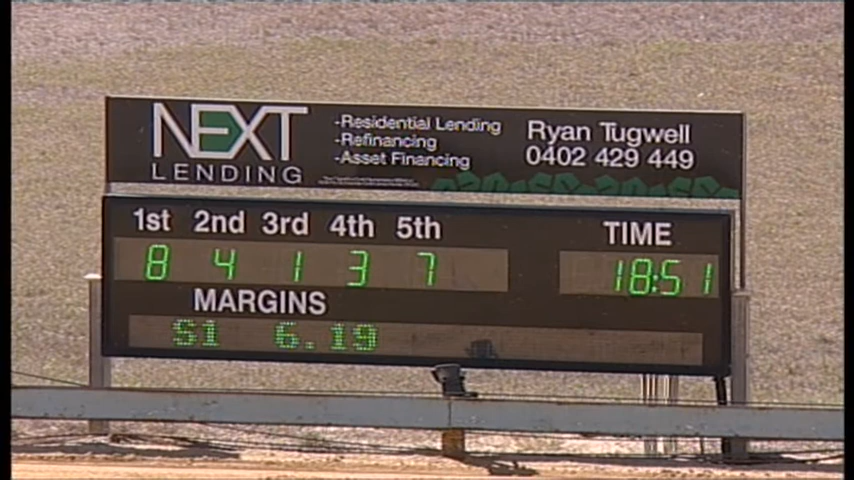 NEXT
LENDING
-Residential Lending
-Refinancing
-Asset Financing
Ryan Tugwell
0402 429 449
1st 2nd 3rd 4th 5th
8 4 1 3 7
TIME
18:51
MARGINS
S1 6.19